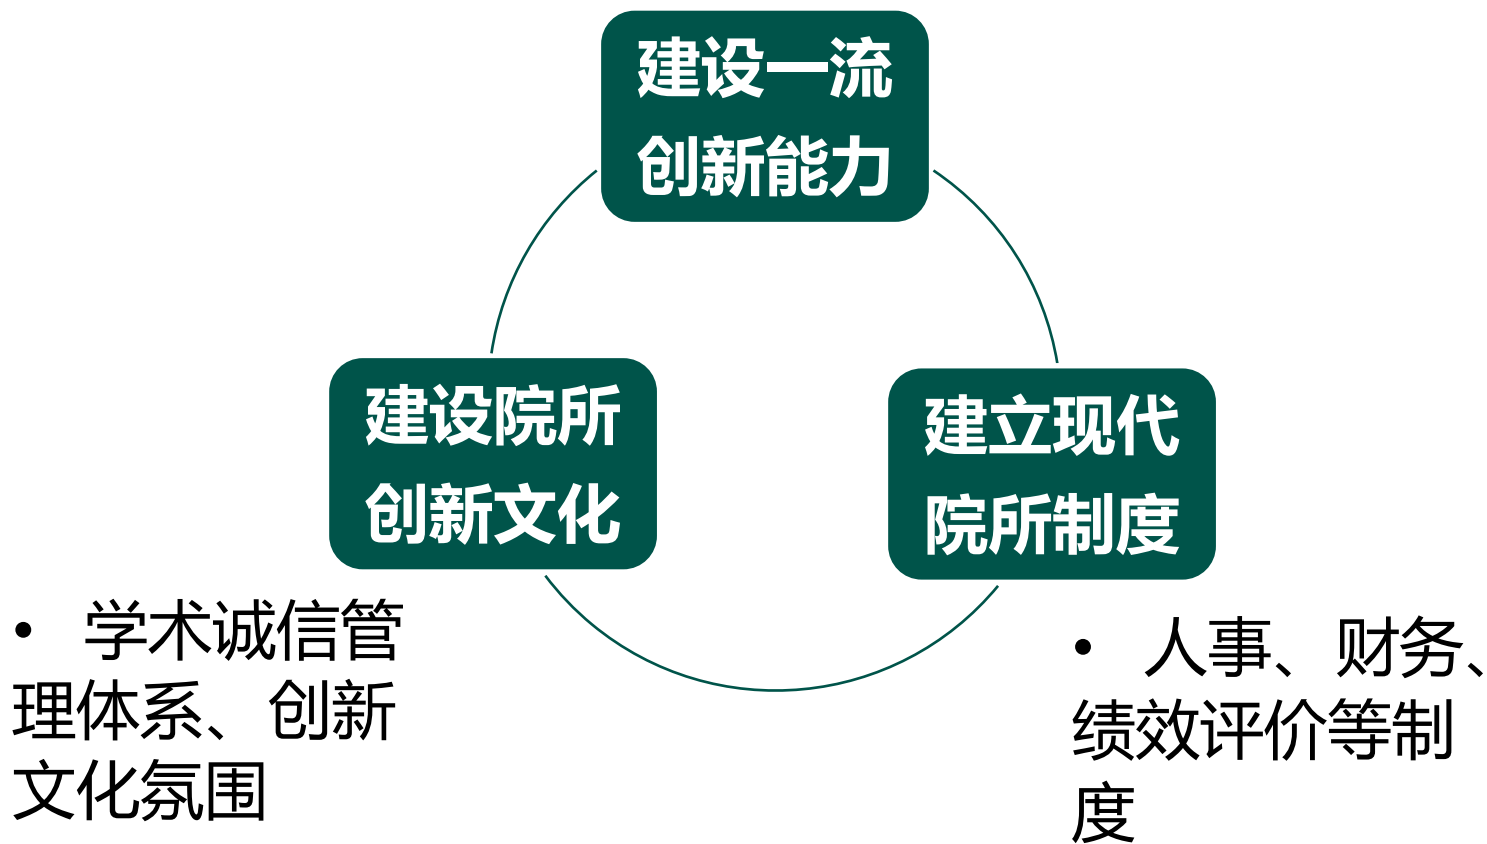 建设一流
创新能力
建设院所
创新文化
建立现代
院所制度
• 学术诚信管
理体系、创新
文化氛围
• 人事、财务、
绩效评价等制
度